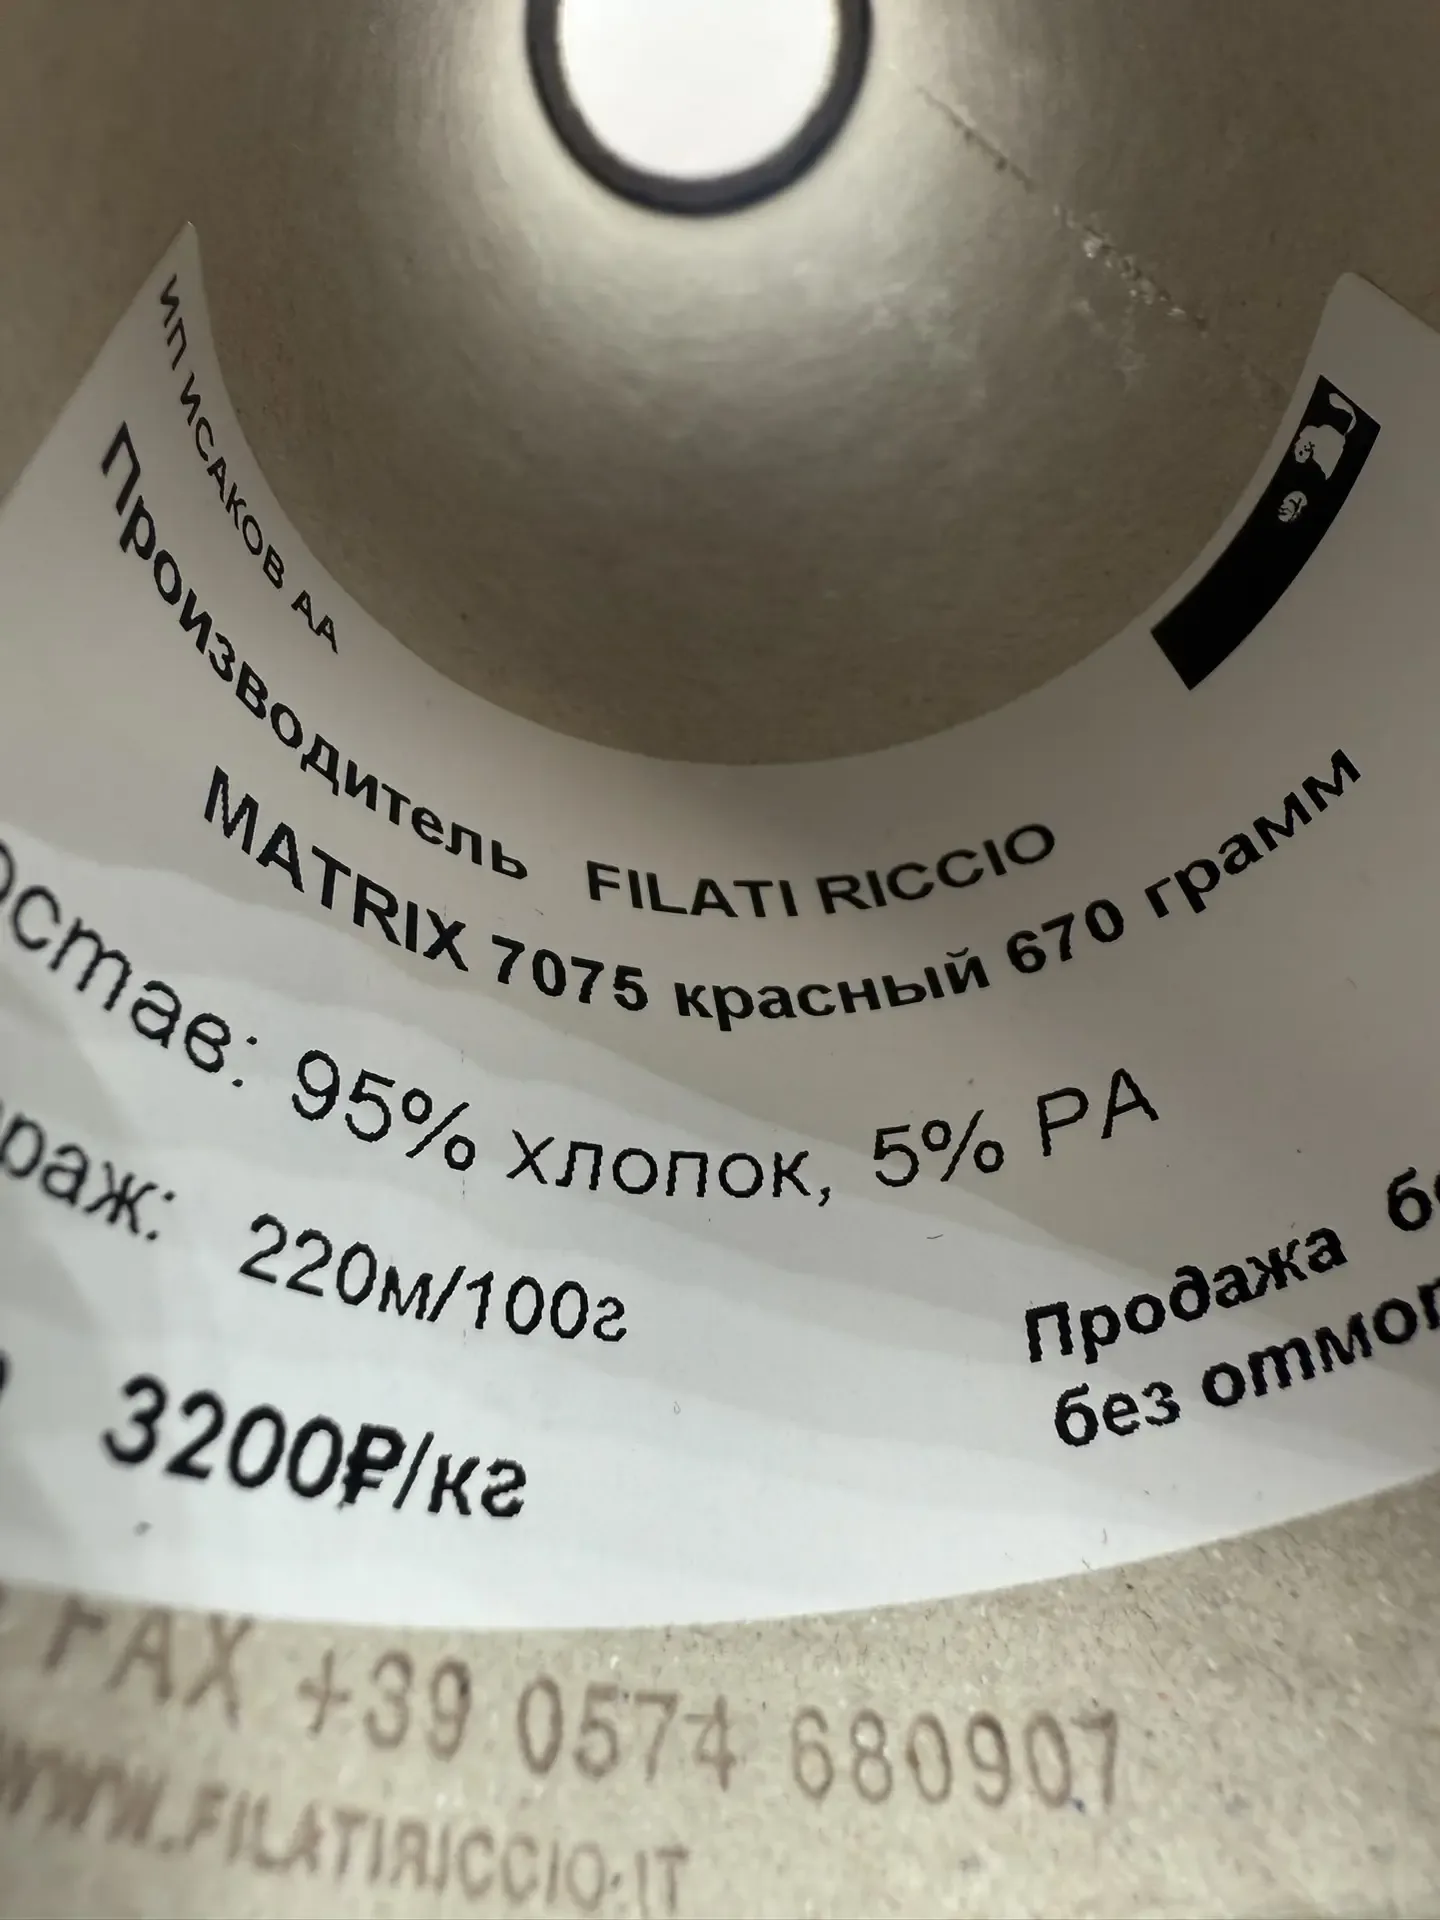 ИП ИСАКОВ АА
Производитель FILATI RICCIO
MATRIX 7075 красный 670 грамм
остав: 95% хлопок, 5% PA
раж: 220м/100г
3200₽/кг
Продажа
без отмот
FAX +39 0574 680907
WWW.FILATIRICCIO.IT